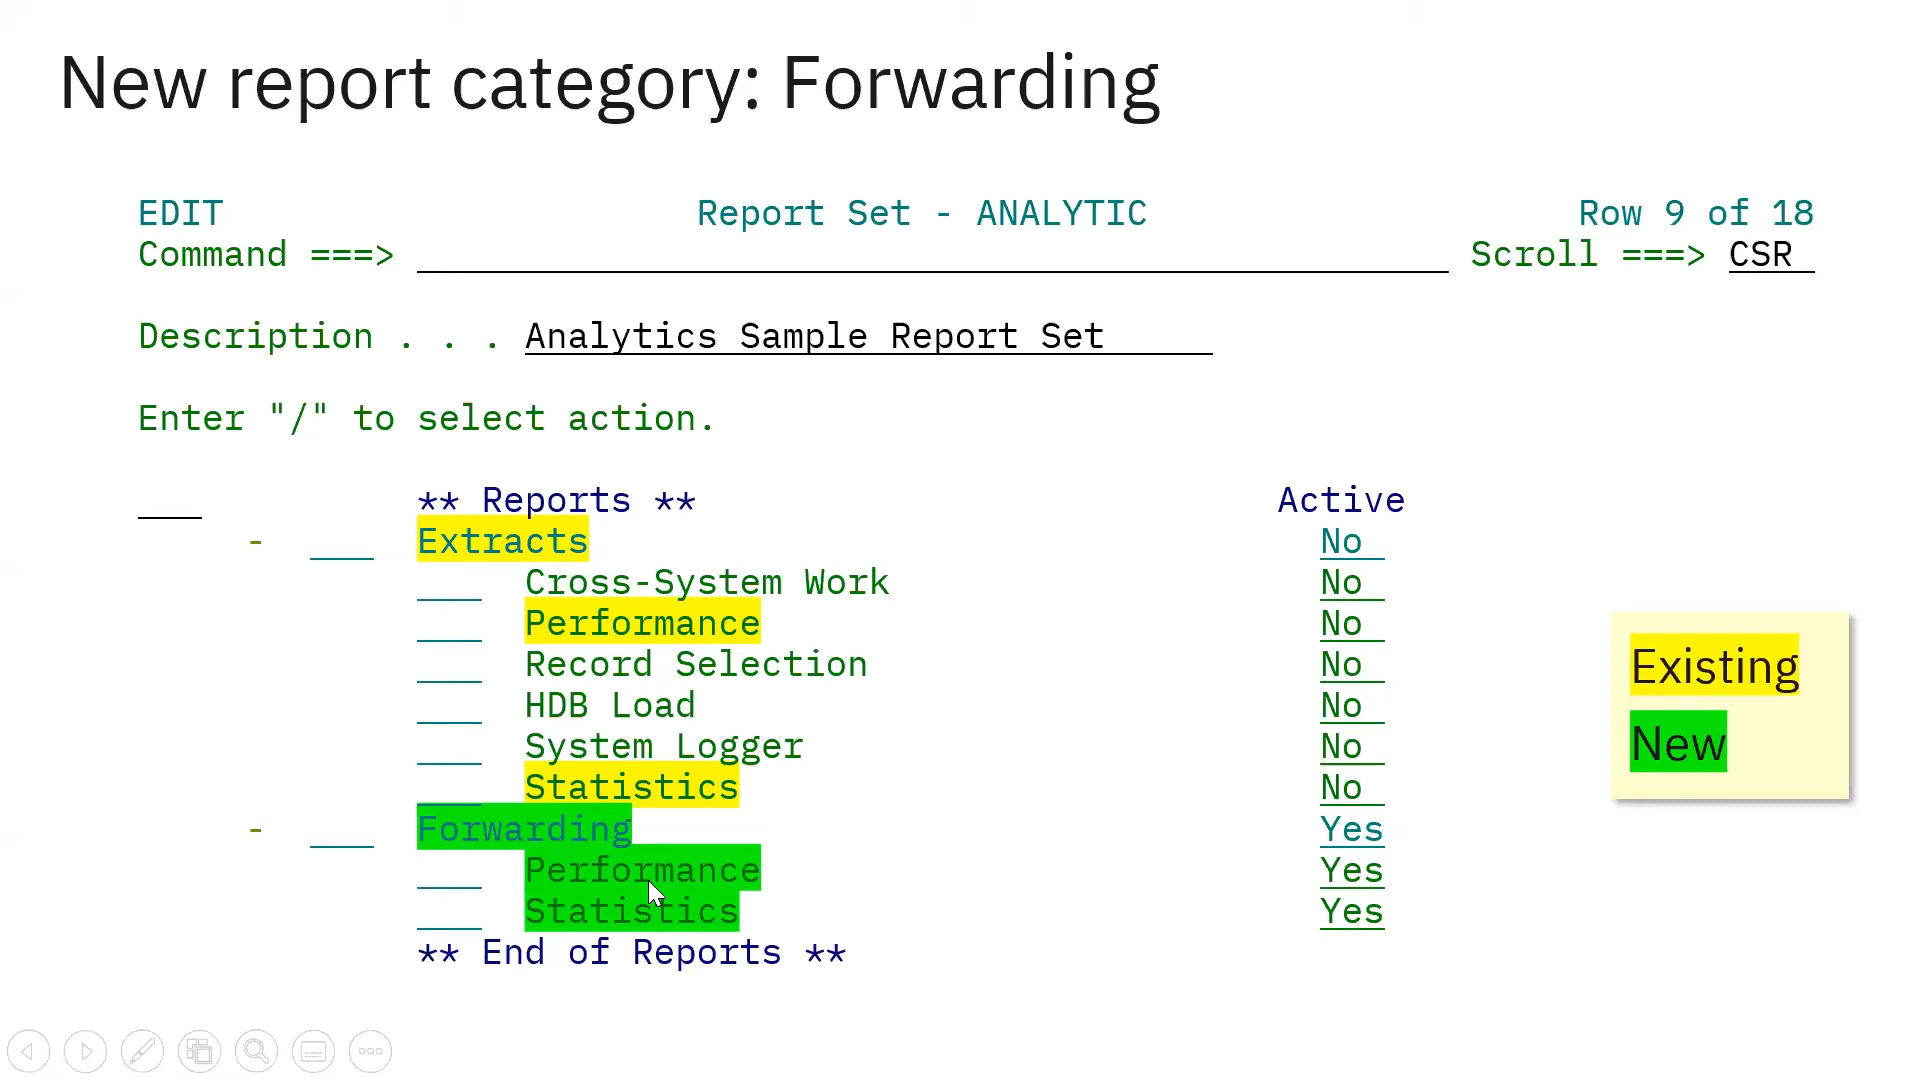 New report category: Forwarding
EDIT Report Set - ANALYTIC Row 9 of 18
Command ===> Scroll ===> CSR
Description . . . Analytics Sample Report Set
Enter "/" to select action.
** Reports ** Active
- Extracts No
Cross-System Work No
Performance No
Record Selection No
HDB Load No
System Logger No
Statistics No
- Forwarding Yes
Performance Yes
Statistics Yes
** End of Reports **
Existing
New